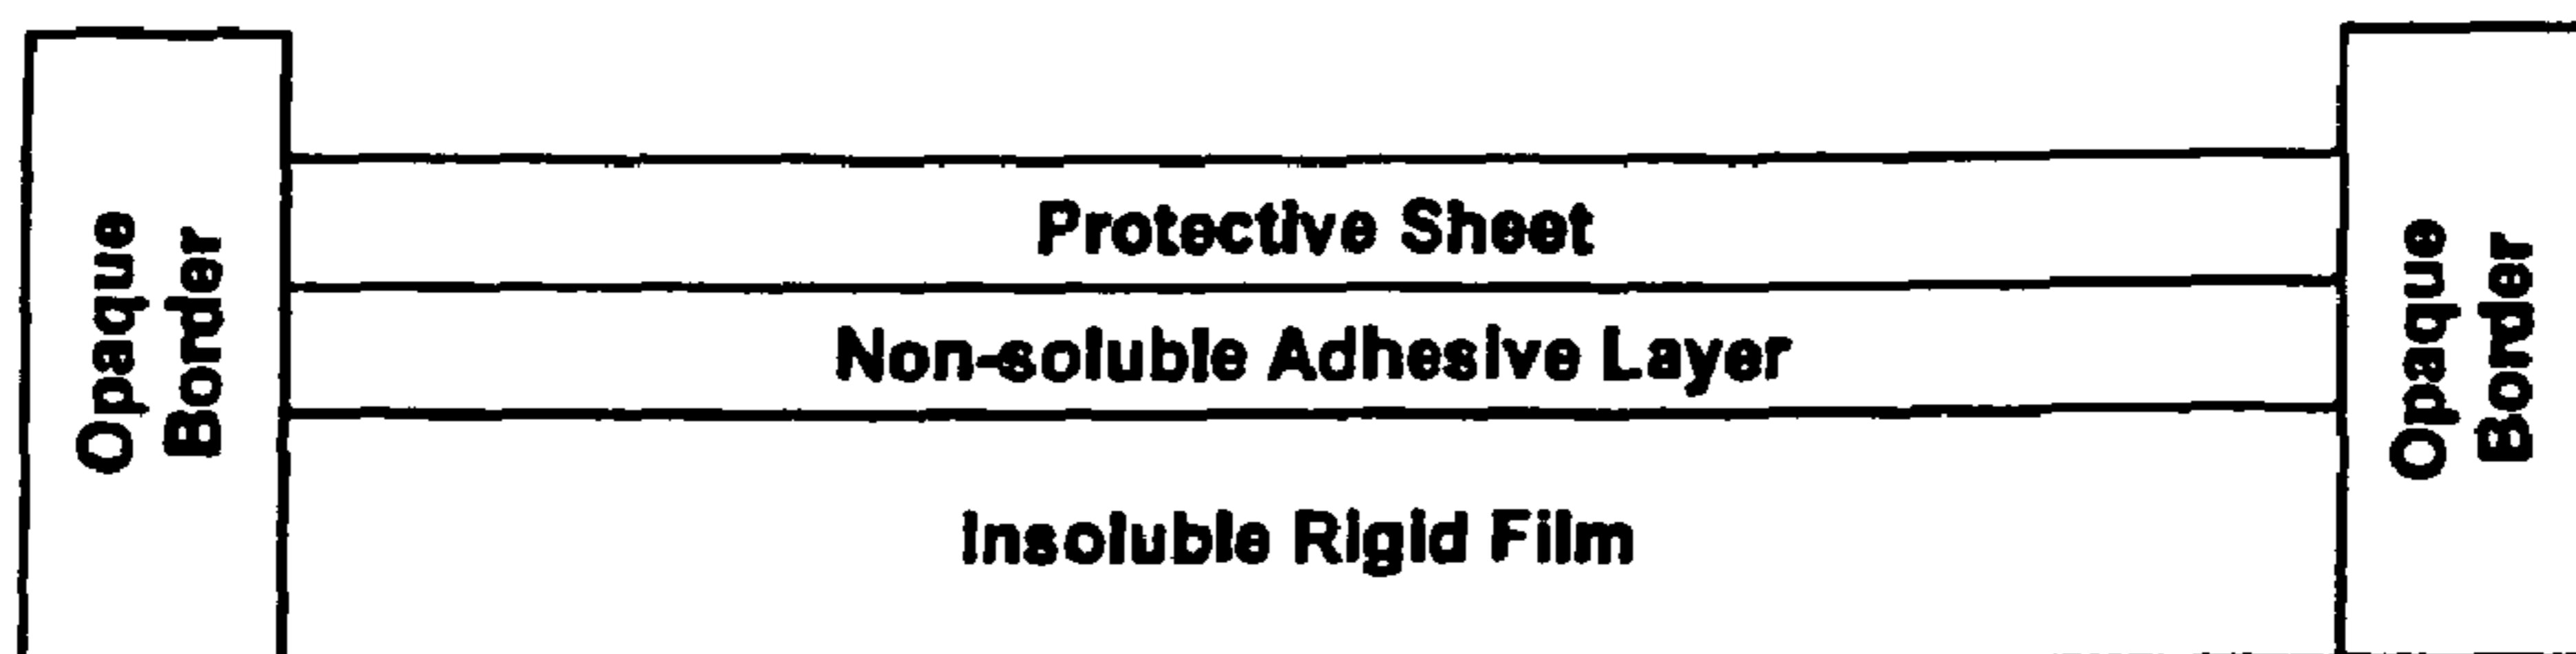 Opaque
Border
Protective Sheet
Non-soluble Adhesive Layer
Insoluble Rigid Film
Opaque
Border